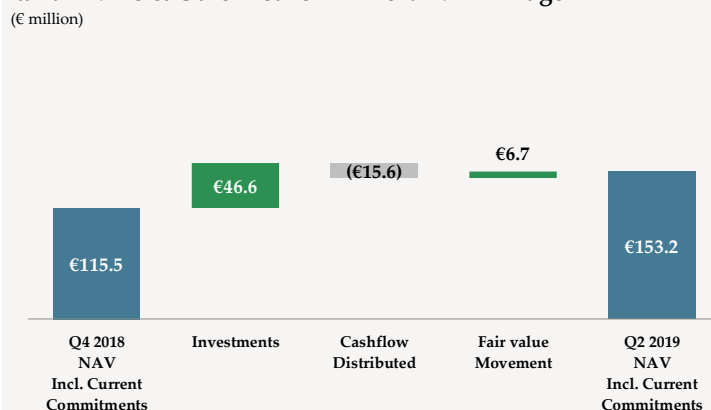 (€ million)
€6.7
(€15.6)
€46.6
€115.5
€153.2
Q4 2018
NAV
Incl. Current
Commitments
Investments
Cashflow
Distributed
Fair value
Movement
Q2 2019
NAV
Incl. Current
Commitments